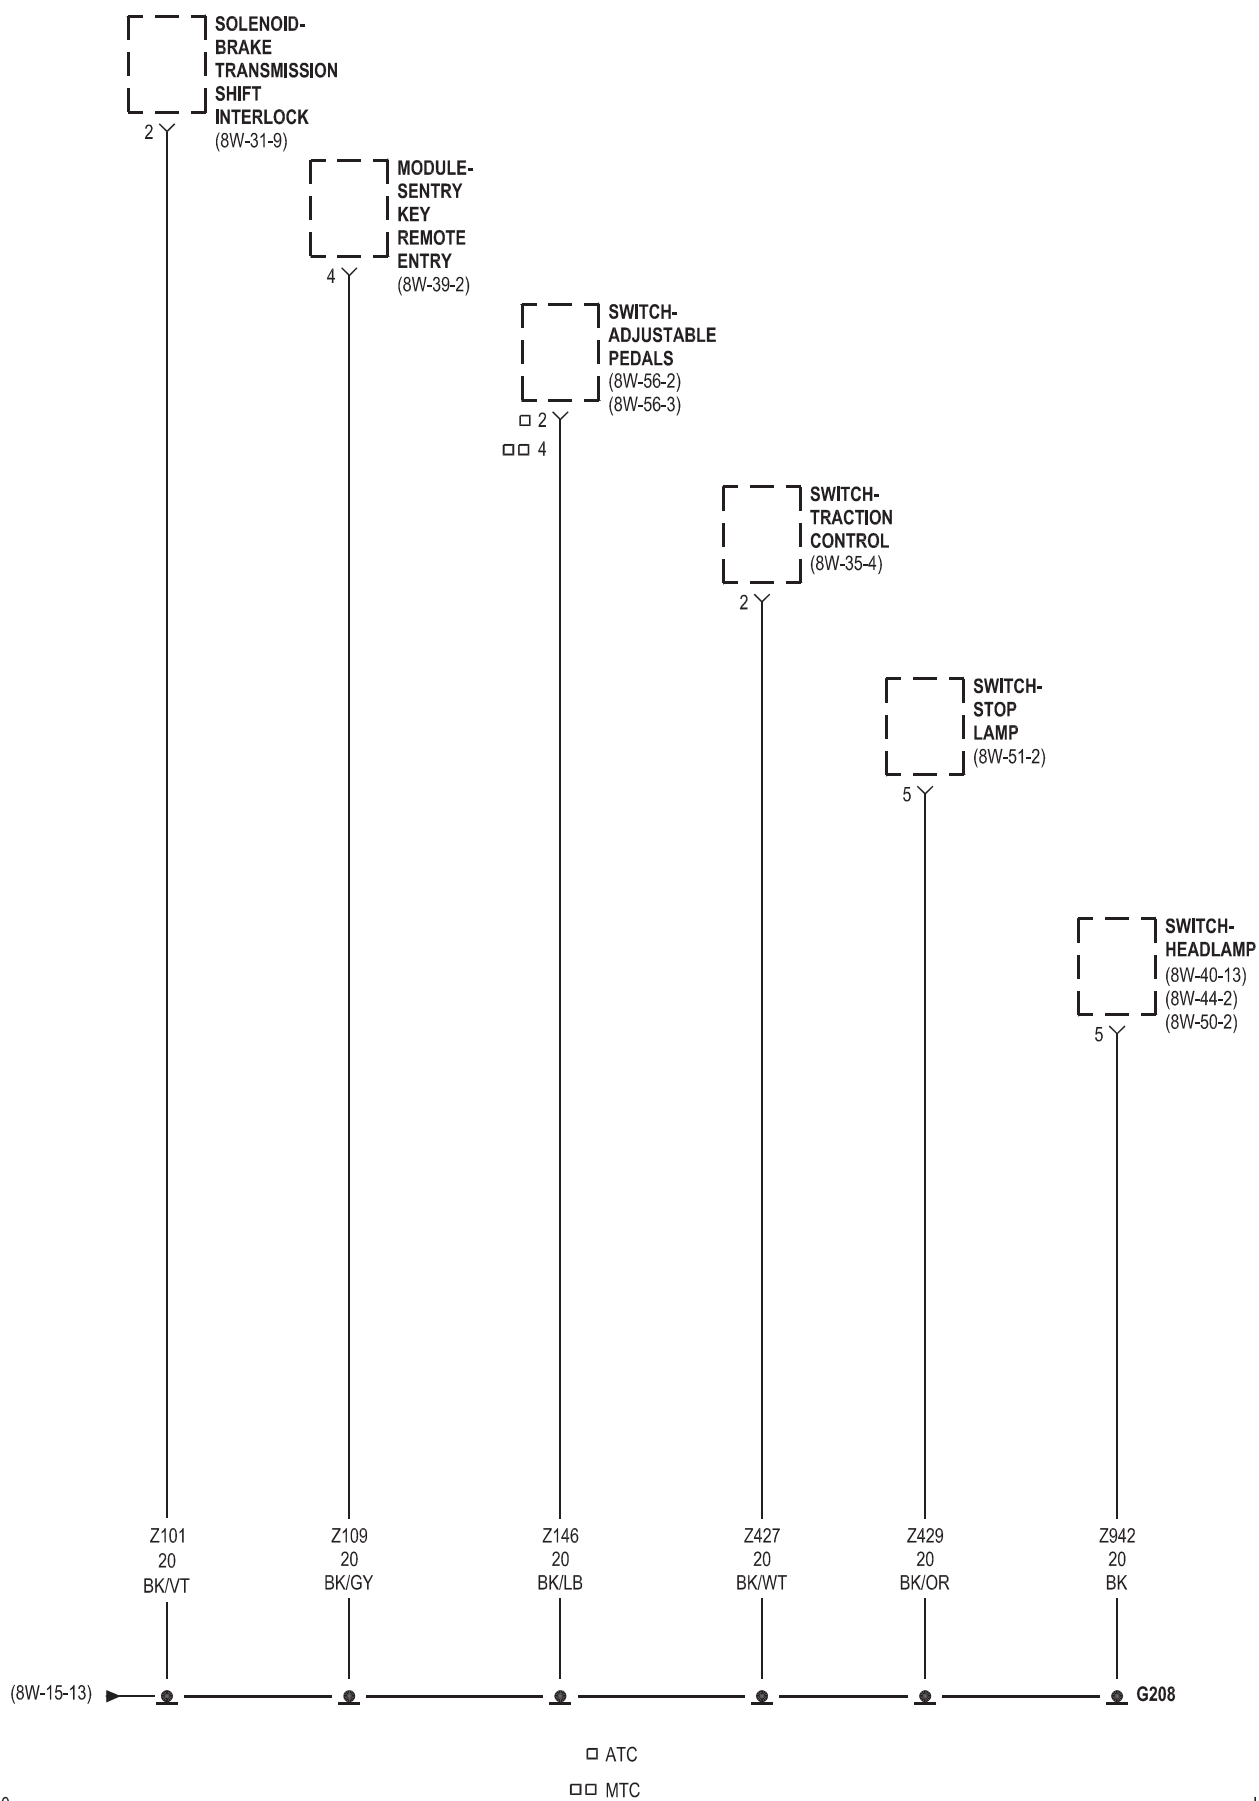 SOLENOID-
BRAKE
TRANSMISSION
SHIFT
INTERLOCK
(8W-31-9)
2
MODULE-
SENTRY
KEY
REMOTE
ENTRY
(8W-39-2)
4
SWITCH-
ADJUSTABLE
PEDALS
(8W-56-2)
(8W-56-3)
2
4
SWITCH-
TRACTION
CONTROL
(8W-35-4)
2
SWITCH-
STOP
LAMP
(8W-51-2)
5
SWITCH-
HEADLAMP
(8W-40-13)
(8W-44-2)
(8W-50-2)
5
Z101
20
BK/VT
Z109
20
BK/GY
Z146
20
BK/LB
Z427
20
BK/WT
Z429
20
BK/OR
Z942
20
BK
(8W-15-13)
G208
ATC
MTC